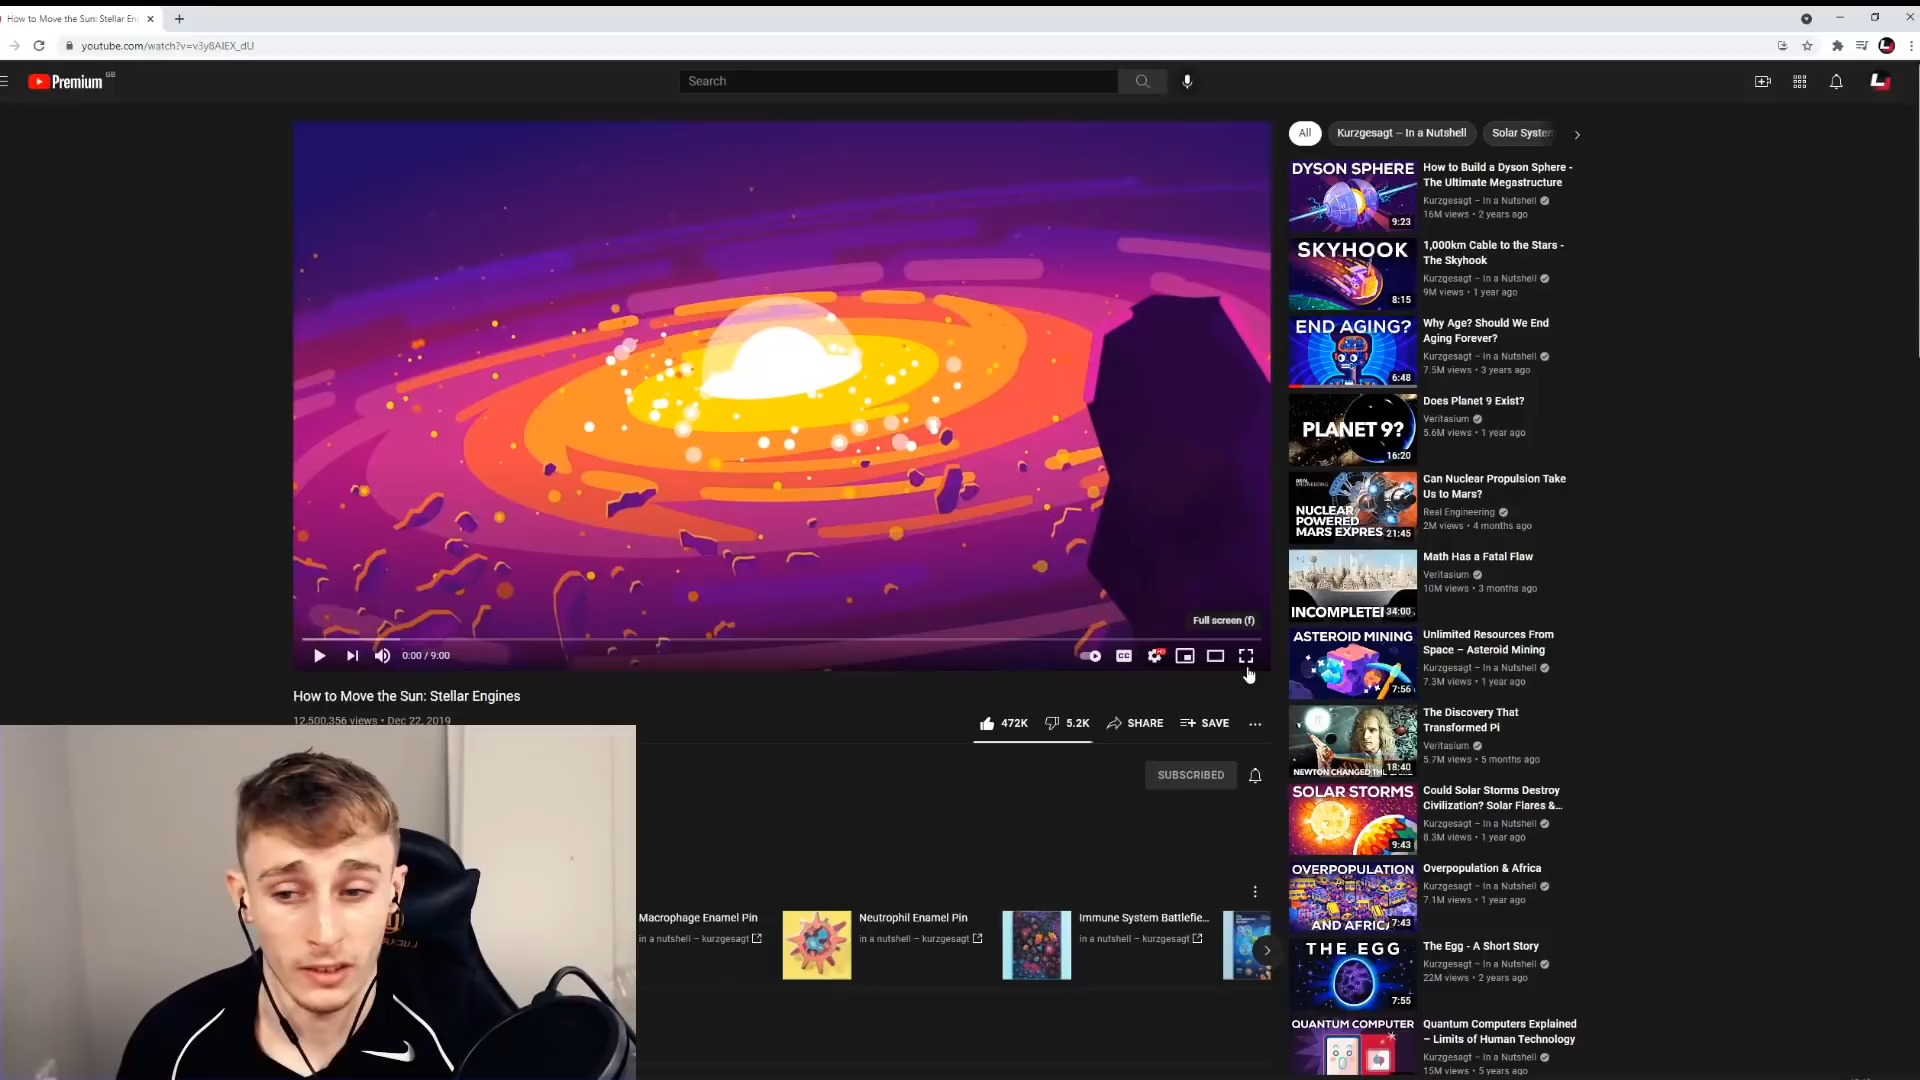 How to Move the Sun: Stellar En
youtube.com/watch?v=v3y8AIEX_dU
Premium GB
Search
All
Kurzgesagt – In a Nutshell
Solar System
DYSON SPHERE
9:23
How to Build a Dyson Sphere -
The Ultimate Megastructure
Kurzgesagt – In a Nutshell
16M views • 2 years ago
SKYHOOK
8:15
1,000km Cable to the Stars -
The Skyhook
Kurzgesagt – In a Nutshell
9M views • 1 year ago
END AGING?
6:48
Why Age? Should We End
Aging Forever?
Kurzgesagt – In a Nutshell
7.5M views • 3 years ago
PLANET 9?
16:20
Does Planet 9 Exist?
Veritasium
5.6M views • 1 year ago
REAL
ENGINEERING
NUCLEAR
POWERED
MARS EXPRES
21:45
Can Nuclear Propulsion Take
Us to Mars?
Real Engineering
2M views • 4 months ago
INCOMPLETE
34:00
Math Has a Fatal Flaw
Veritasium
10M views • 3 months ago
ASTEROID MINING
7:56
Unlimited Resources From
Space – Asteroid Mining
Kurzgesagt – In a Nutshell
7.3M views • 1 year ago
NEWTON CHANGED THE
18:40
The Discovery That
Transformed Pi
Veritasium
5.7M views • 5 months ago
SOLAR STORMS
9:43
Could Solar Storms Destroy
Civilization? Solar Flares &...
Kurzgesagt – In a Nutshell
8.3M views • 1 year ago
OVERPOPULATION
AND AFRIC
7:43
Overpopulation & Africa
Kurzgesagt – In a Nutshell
7.1M views • 1 year ago
THE EGG
7:55
The Egg - A Short Story
Kurzgesagt – In a Nutshell
22M views • 2 years ago
QUANTUM COMPUTER
Quantum Computers Explained
– Limits of Human Technology
Kurzgesagt – In a Nutshell
15M views • 5 years ago
Full screen (f)
0:00 / 9:00
CC
HD
How to Move the Sun: Stellar Engines
12,500,356 views • Dec 22, 2019
472K
5.2K
SHARE
SAVE
SUBSCRIBED
Macrophage Enamel Pin
in a nutshell – kurzgesagt
Neutrophil Enamel Pin
in a nutshell – kurzgesagt
Immune System Battlefie...
in a nutshell – kurzgesagt